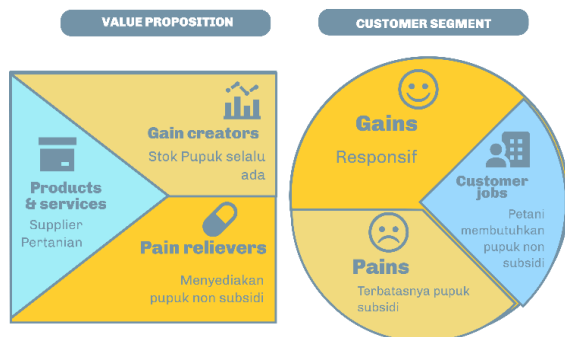 VALUE PROPOSITION
CUSTOMER SEGMENT
Gain creators
Stok Pupuk selalu
ada
Products
& services
Supplier
Pertanian
Pain relievers
Menyediakan
pupuk non subsidi
Gains
Responsif
Customer
jobs
Petani
membutuhkan
pupuk non
subsidi
Pains
Terbatasnya pupuk
subsidi